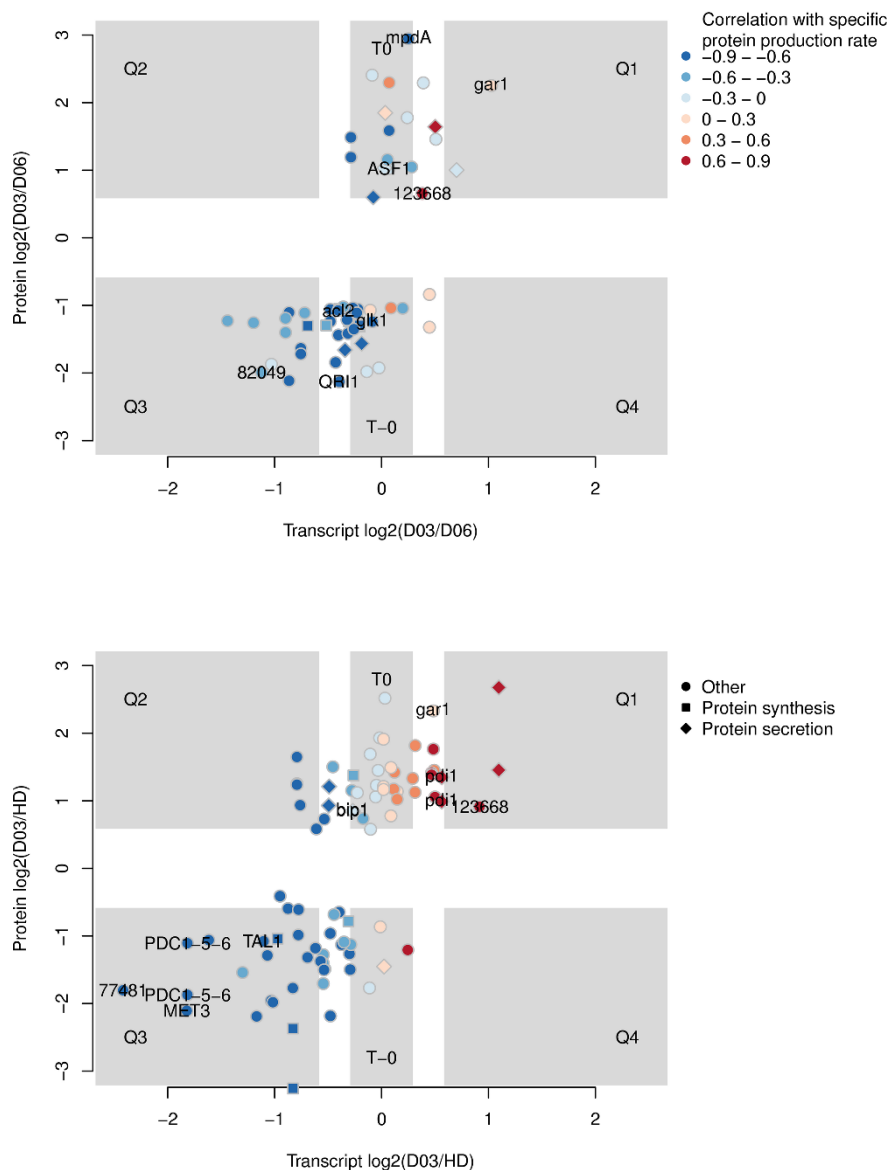 Correlation with specific
protein production rate
−0.9 − −0.6
−0.6 − −0.3
−0.3 − 0
0 − 0.3
0.3 − 0.6
0.6 − 0.9
3
2
1
0
−1
−2
−3
Protein log2(D03/D06)
mpdA
T0
Q2
Q1
gar1
ASF1
123668
acl2
glk1
82049
QRI1
Q3
Q4
T−0
−2
−1
0
1
2
Transcript log2(D03/D06)
3
2
1
0
−1
−2
−3
Protein log2(D03/HD)
T0
Q2
Q1
gar1
pdi1
pdi1
123668
bip1
Other
Protein synthesis
Protein secretion
PDC1−5−6
TAL1
77481
PDC1−5−6
MET3
Q3
Q4
T−0
−2
−1
0
1
2
Transcript log2(D03/HD)